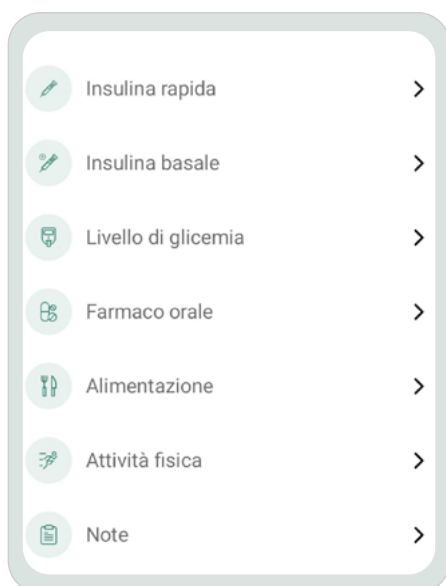 Insulina rapida
Insulina basale
Livello di glicemia
Farmaco orale
Alimentazione
Attività fisica
Note